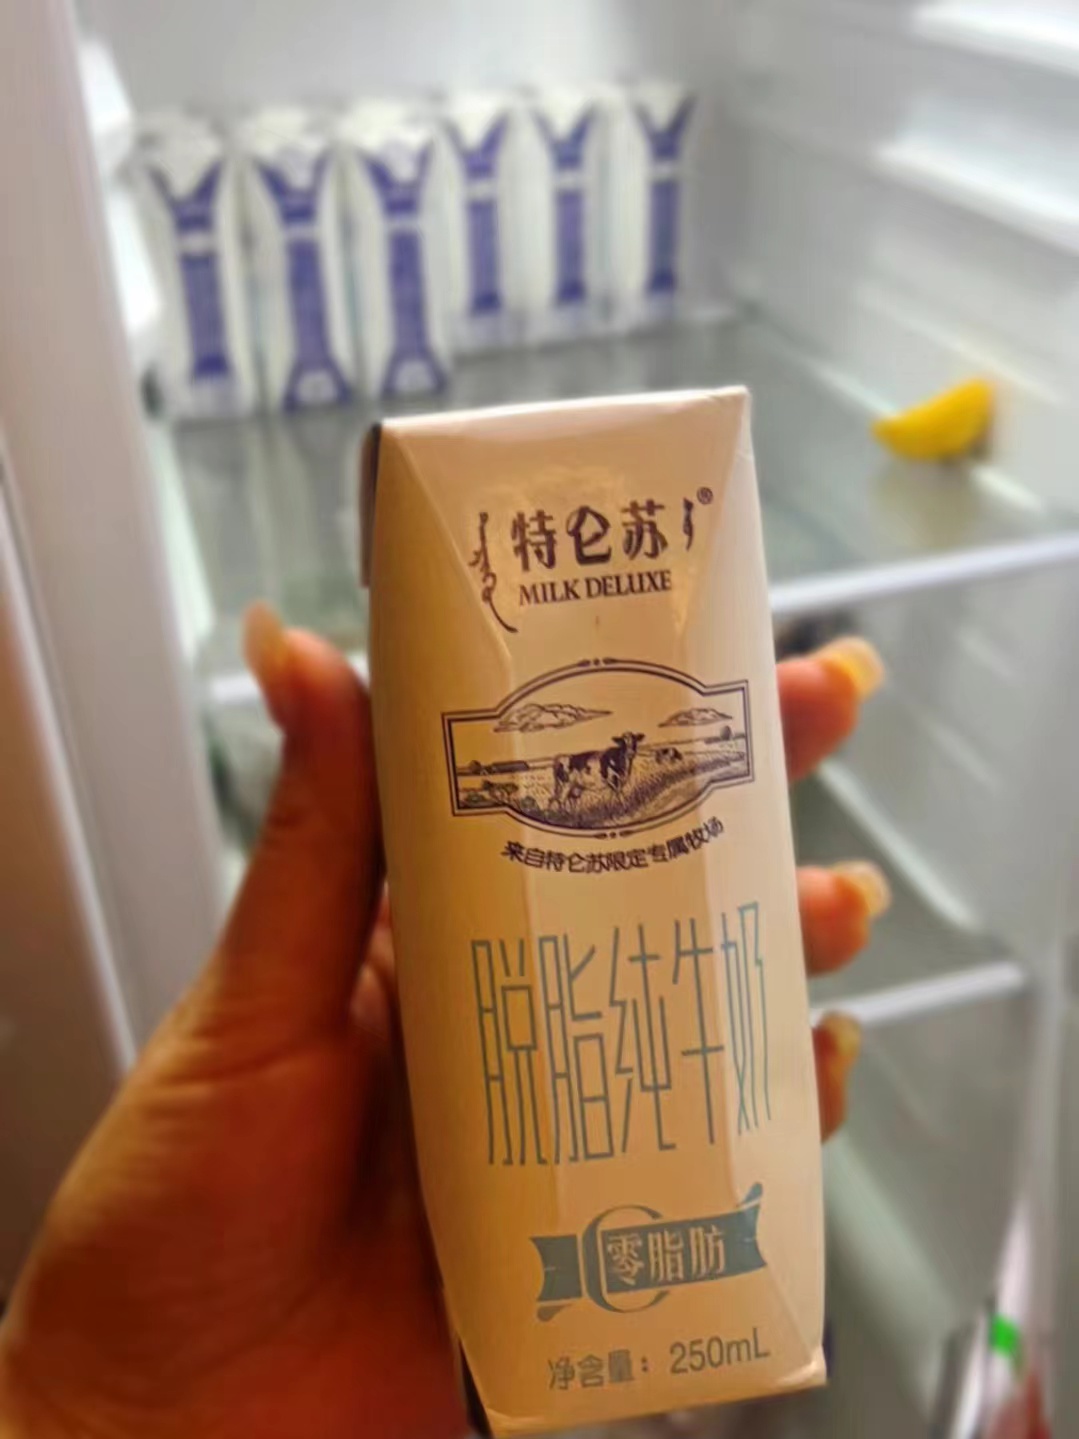 特仑苏®
MILK DELUXE
来自特仑苏限定专属牧场
脱脂纯牛奶
零脂肪
净含量：250mL